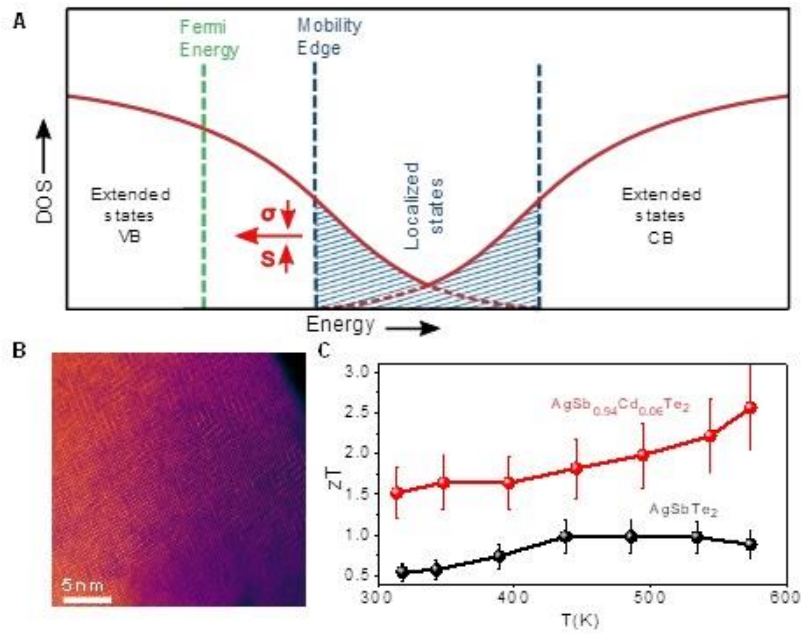 A
Fermi
Energy
Mobility
Edge
DOS
Extended
states
VB
σ
S
Localized
states
Extended
states
CB
Energy
B
5 nm
C
zT
3.0
2.5
2.0
1.5
1.0
0.5
AgSb0.94Cd0.06Te2
AgSbTe2
300
400
500
600
T(K)